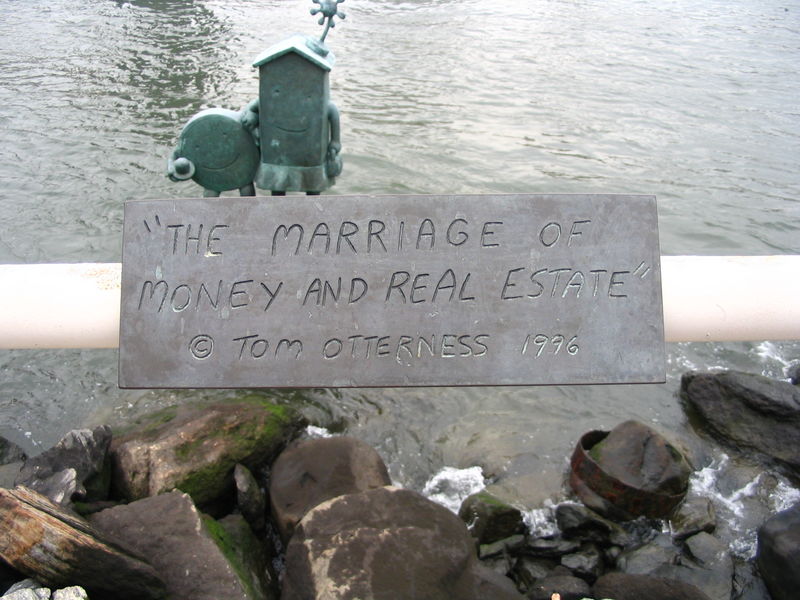 "THE MARRIAGE OF
MONEY AND REAL ESTATE"
© TOM OTTERNESS 1996